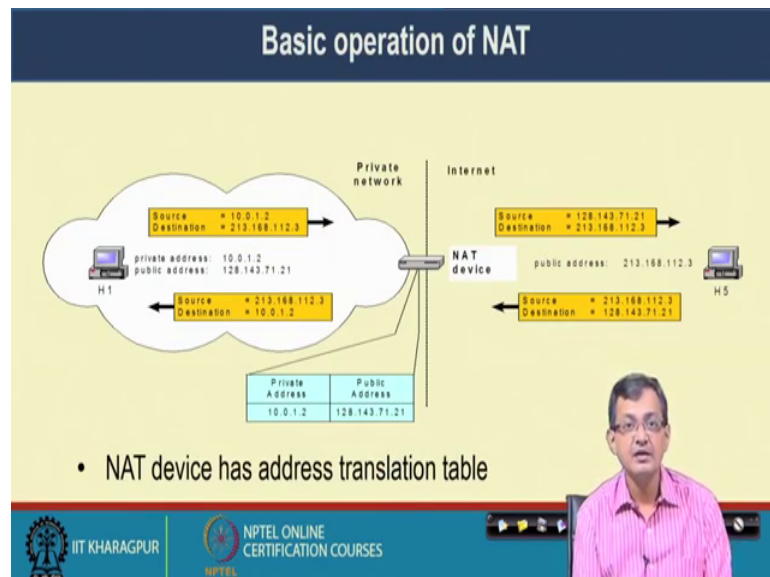 Basic operation of NAT
Private
network
Internet
Source = 10.0.1.2
Destination = 213.168.112.3
Source = 128.143.71.21
Destination = 213.168.112.3
private address: 10.0.1.2
public address: 128.143.71.21
H1
NAT
device
public address: 213.168.112.3
H5
Source = 213.168.112.3
Destination = 10.0.1.2
Source = 213.168.112.3
Destination = 128.143.71.21
Private
Address
Public
Address
10.0.1.2
128.143.71.21
• NAT device has address translation table
IIT KHARAGPUR
NPTEL
NPTEL ONLINE
CERTIFICATION COURSES